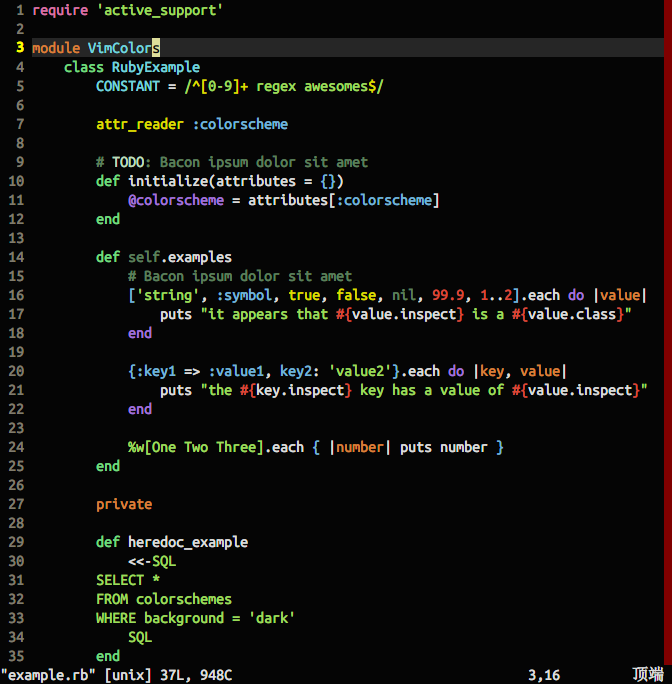 1 require 'active_support'
2
3 module VimColors
4     class RubyExample
5         CONSTANT = /^[0-9]+ regex awesomes$/
6
7         attr_reader :colorscheme
8
9         # TODO: Bacon ipsum dolor sit amet
10         def initialize(attributes = {})
11             @colorscheme = attributes[:colorscheme]
12         end
13
14         def self.examples
15             # Bacon ipsum dolor sit amet
16             ['string', :symbol, true, false, nil, 99.9, 1..2].each do |value|
17                 puts "it appears that #{value.inspect} is a #{value.class}"
18             end
19
20             {:key1 => :value1, key2: 'value2'}.each do |key, value|
21                 puts "the #{key.inspect} key has a value of #{value.inspect}"
22             end
23
24             %w[One Two Three].each { |number| puts number }
25         end
26
27         private
28
29         def heredoc_example
30             <<-SQL
31         SELECT *
32         FROM colorschemes
33         WHERE background = 'dark'
34             SQL
35         end
"example.rb" [unix] 37L, 948C 3,16 顶端